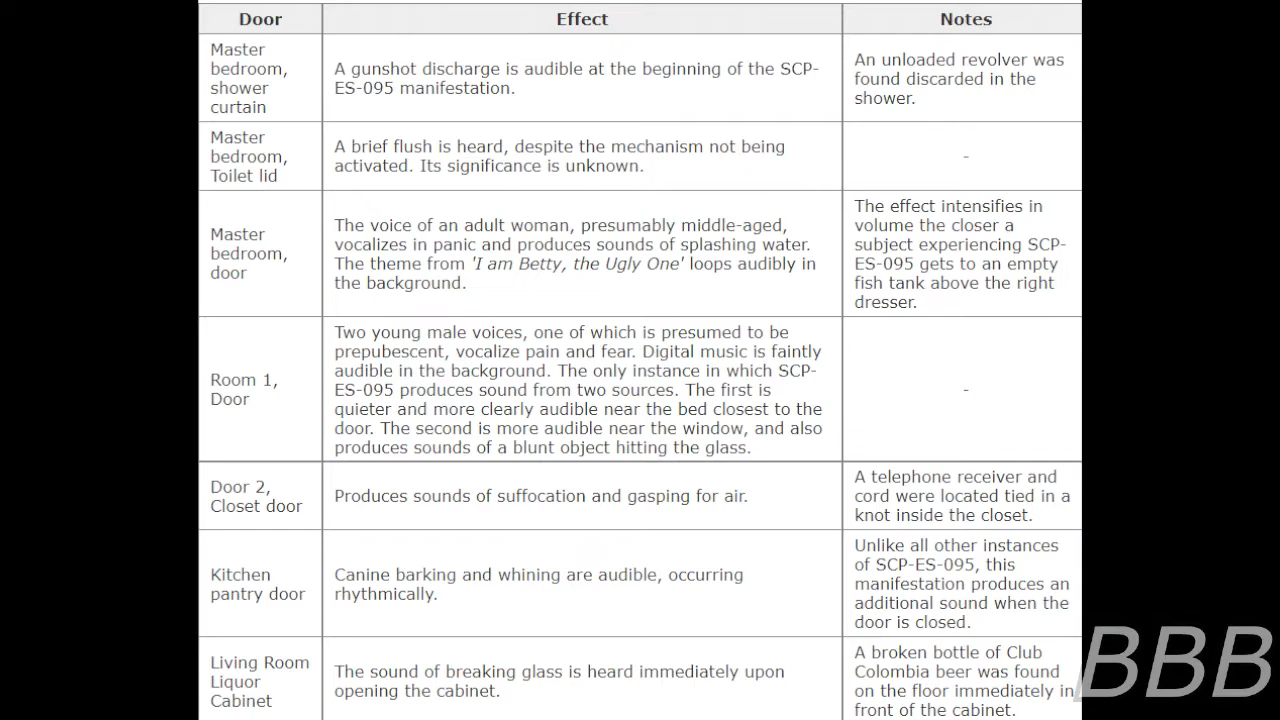 Door Effect Notes
Master
bedroom,
shower
curtain
A gunshot discharge is audible at the beginning of the SCP-
ES-095 manifestation.
An unloaded revolver was
found discarded in the
shower.
Master
bedroom,
Toilet lid
A brief flush is heard, despite the mechanism not being
activated. Its significance is unknown.
-
Master
bedroom,
door
The voice of an adult woman, presumably middle-aged,
vocalizes in panic and produces sounds of splashing water.
The theme from 'I am Betty, the Ugly One' loops audibly in
the background.
The effect intensifies in
volume the closer a
subject experiencing SCP-
ES-095 gets to an empty
fish tank above the right
dresser.
Room 1,
Door
Two young male voices, one of which is presumed to be
prepubescent, vocalize pain and fear. Digital music is faintly
audible in the background. The only instance in which SCP-
ES-095 produces sound from two sources. The first is
quieter and more clearly audible near the bed closest to the
door. The second is more audible near the window, and also
produces sounds of a blunt object hitting the glass.
-
Door 2,
Closet door
Produces sounds of suffocation and gasping for air.
A telephone receiver and
cord were located tied in a
knot inside the closet.
Kitchen
pantry door
Canine barking and whining are audible, occurring
rhythmically.
Unlike all other instances
of SCP-ES-095, this
manifestation produces an
additional sound when the
door is closed.
Living Room
Liquor
Cabinet
The sound of breaking glass is heard immediately upon
opening the cabinet.
A broken bottle of Club
Colombia beer was found
on the floor immediately in
front of the cabinet.
BBB